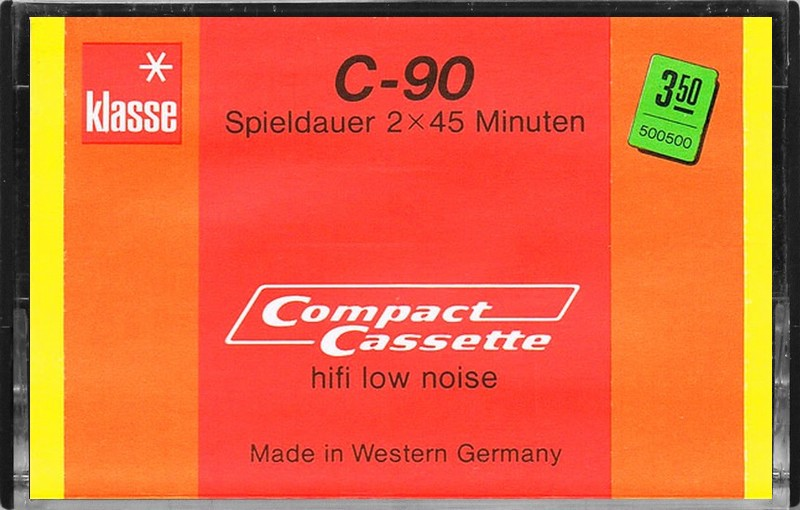 klasse
C-90
Spieldauer 2×45 Minuten
3 50
500500
Compact
Cassette
hifi low noise
Made in Western Germany